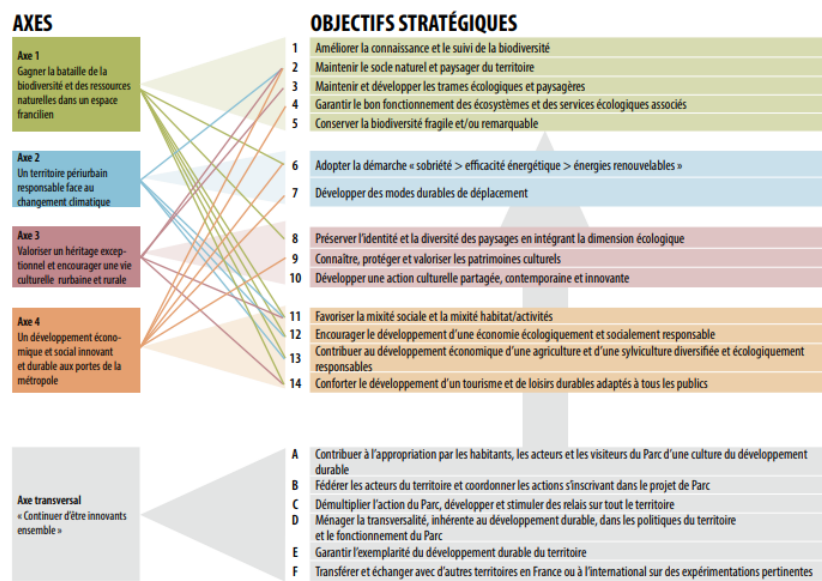 AXES
OBJECTIFS STRATÉGIQUES
Axe 1
Gagner la bataille de la
biodiversité et des ressources
naturelles dans un espace
francilien
1 Améliorer la connaissance et le suivi de la biodiversité
2 Maintenir le socle naturel et paysager du territoire
3 Maintenir et développer les trames écologiques et paysagères
4 Garantir le bon fonctionnement des écosystèmes et des services écologiques associés
5 Conserver la biodiversité fragile et/ou remarquable
Axe 2
Un territoire périurbain
responsable face au
changement climatique
6 Adopter la démarche « sobriété > efficacité énergétique > énergies renouvelables »
7 Développer des modes durables de déplacement
Axe 3
Valoriser un héritage excep-
tionnel et encourager une vie
culturelle rurbaine et rurale
8 Préserver l'identité et la diversité des paysages en intégrant la dimension écologique
9 Connaître, protéger et valoriser les patrimoines culturels
10 Développer une action culturelle partagée, contemporaine et innovante
Axe 4
Un développement écono-
mique et social innovant
et durable aux portes de la
métropole
11 Favoriser la mixité sociale et la mixité habitat/activités
12 Encourager le développement d'une économie écologiquement et socialement responsable
13 Contribuer au développement économique d'une agriculture et d'une sylviculture diversifiée et écologiquement
responsables
14 Conforter le développement d'un tourisme et de loisirs durables adaptés à tous les publics
Axe transversal
« Continuer d'être innovants
ensemble »
A Contribuer à l'appropriation par les habitants, les acteurs et les visiteurs du Parc d'une culture du développement
durable
B Fédérer les acteurs du territoire et coordonner les actions s'inscrivant dans le projet de Parc
C Démultiplier l'action du Parc, développer et stimuler des relais sur tout le territoire
D Ménager la transversalité, inhérente au développement durable, dans les politiques du territoire
et le fonctionnement du Parc
E Garantir l'exemplarité du développement durable du territoire
F Transférer et échanger avec d'autres territoires en France ou à l'international sur des expérimentations pertinentes